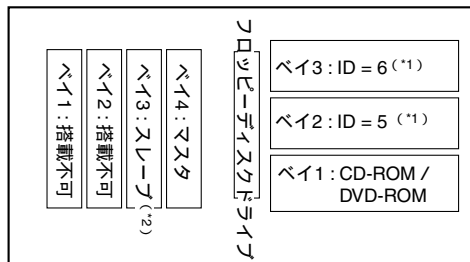 ベイ1：搭載不可
ベイ2：搭載不可
ベイ3：スレーブ(*2)
ベイ4：マスタ
フロッピーディスクドライブ
ベイ3 : ID = 6 (*1)
ベイ2 : ID = 5 (*1)
ベイ1 : CD-ROM /
DVD-ROM